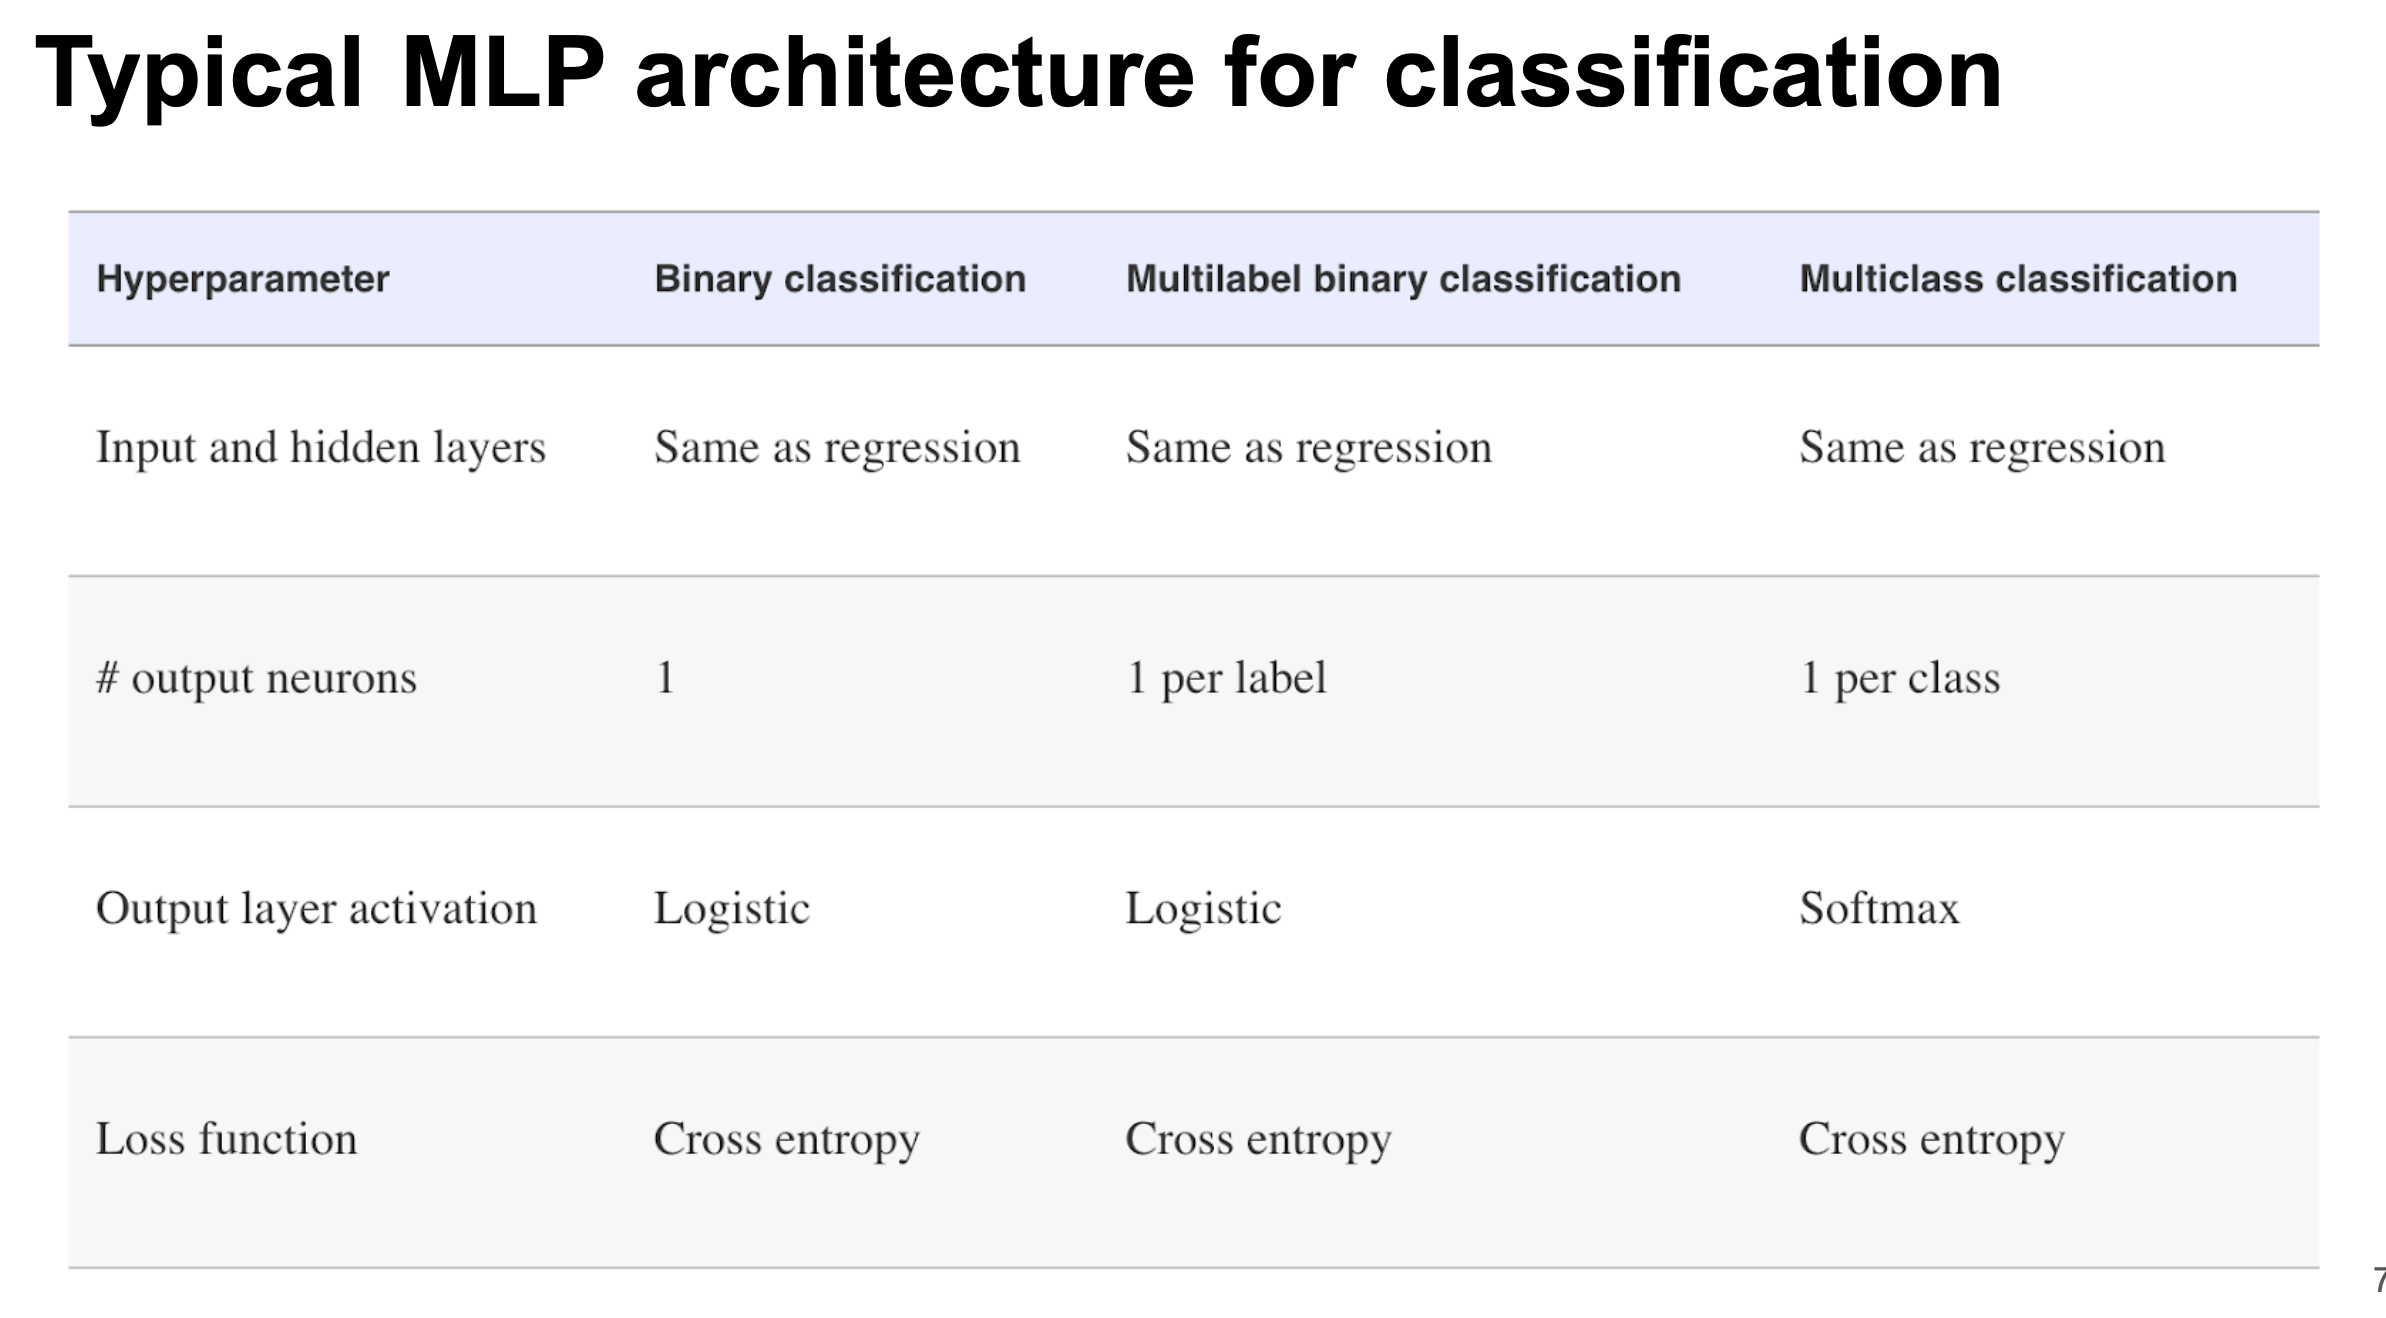 Typical MLP architecture for classification
Hyperparameter Binary classification Multilabel binary classification Multiclass classification
Input and hidden layers Same as regression Same as regression Same as regression
# output neurons 1 1 per label 1 per class
Output layer activation Logistic Logistic Softmax
Loss function Cross entropy Cross entropy Cross entropy
7